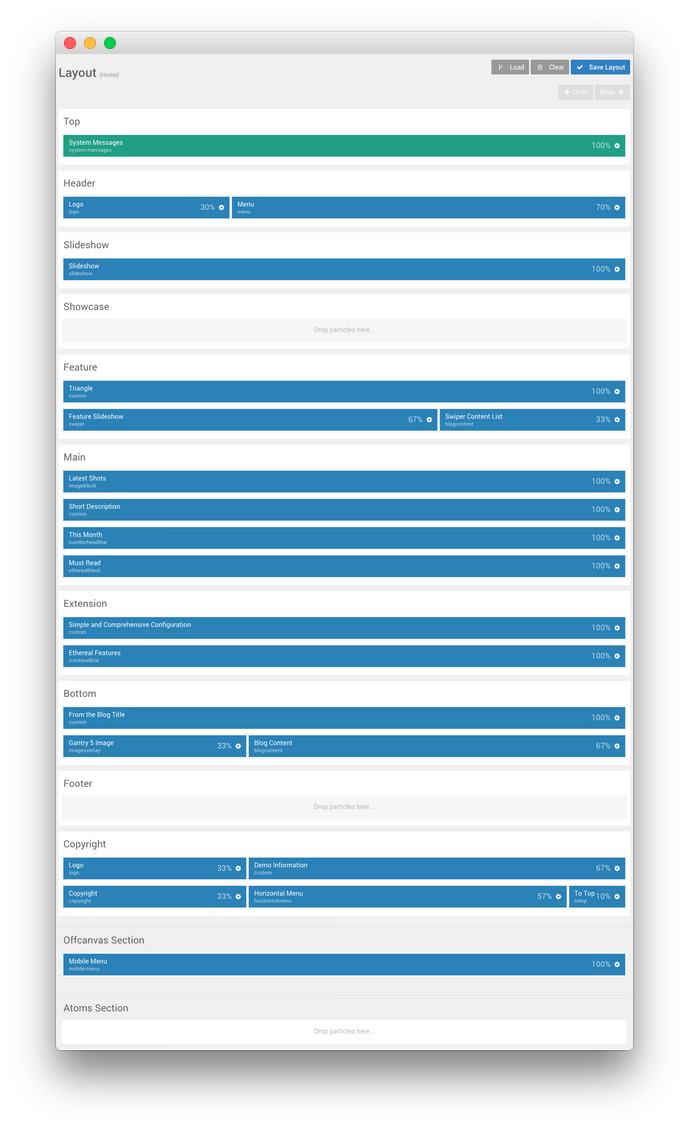 Layout (Home)
Load Clear Save Layout
Undo Redo
Top
System Messages 100%
system-messages
Header
Logo 30% Menu 70%
logo menu
Slideshow
Slideshow 100%
slideshow
Showcase
Drop particles here...
Feature
Triangle 100%
custom
Feature Slideshow 67% Swiper Content List 33%
swiper blogcontent
Main
Latest Shots 100%
imageblock
Short Description 100%
custom
This Month 100%
numberheadline
Must Read 100%
etherealblock
Extension
Simple and Comprehensive Configuration 100%
custom
Ethereal Features 100%
iconheadline
Bottom
From the Blog Title 100%
custom
Gantry 5 Image 33% Blog Content 67%
imageoverlay blogcontent
Footer
Drop particles here...
Copyright
Logo 33% Demo Information 67%
logo custom
Copyright 33% Horizontal Menu 57% To Top 10%
copyright horizontalmenu totop
Offcanvas Section
Mobile Menu 100%
mobile-menu
Atoms Section
Drop particles here...